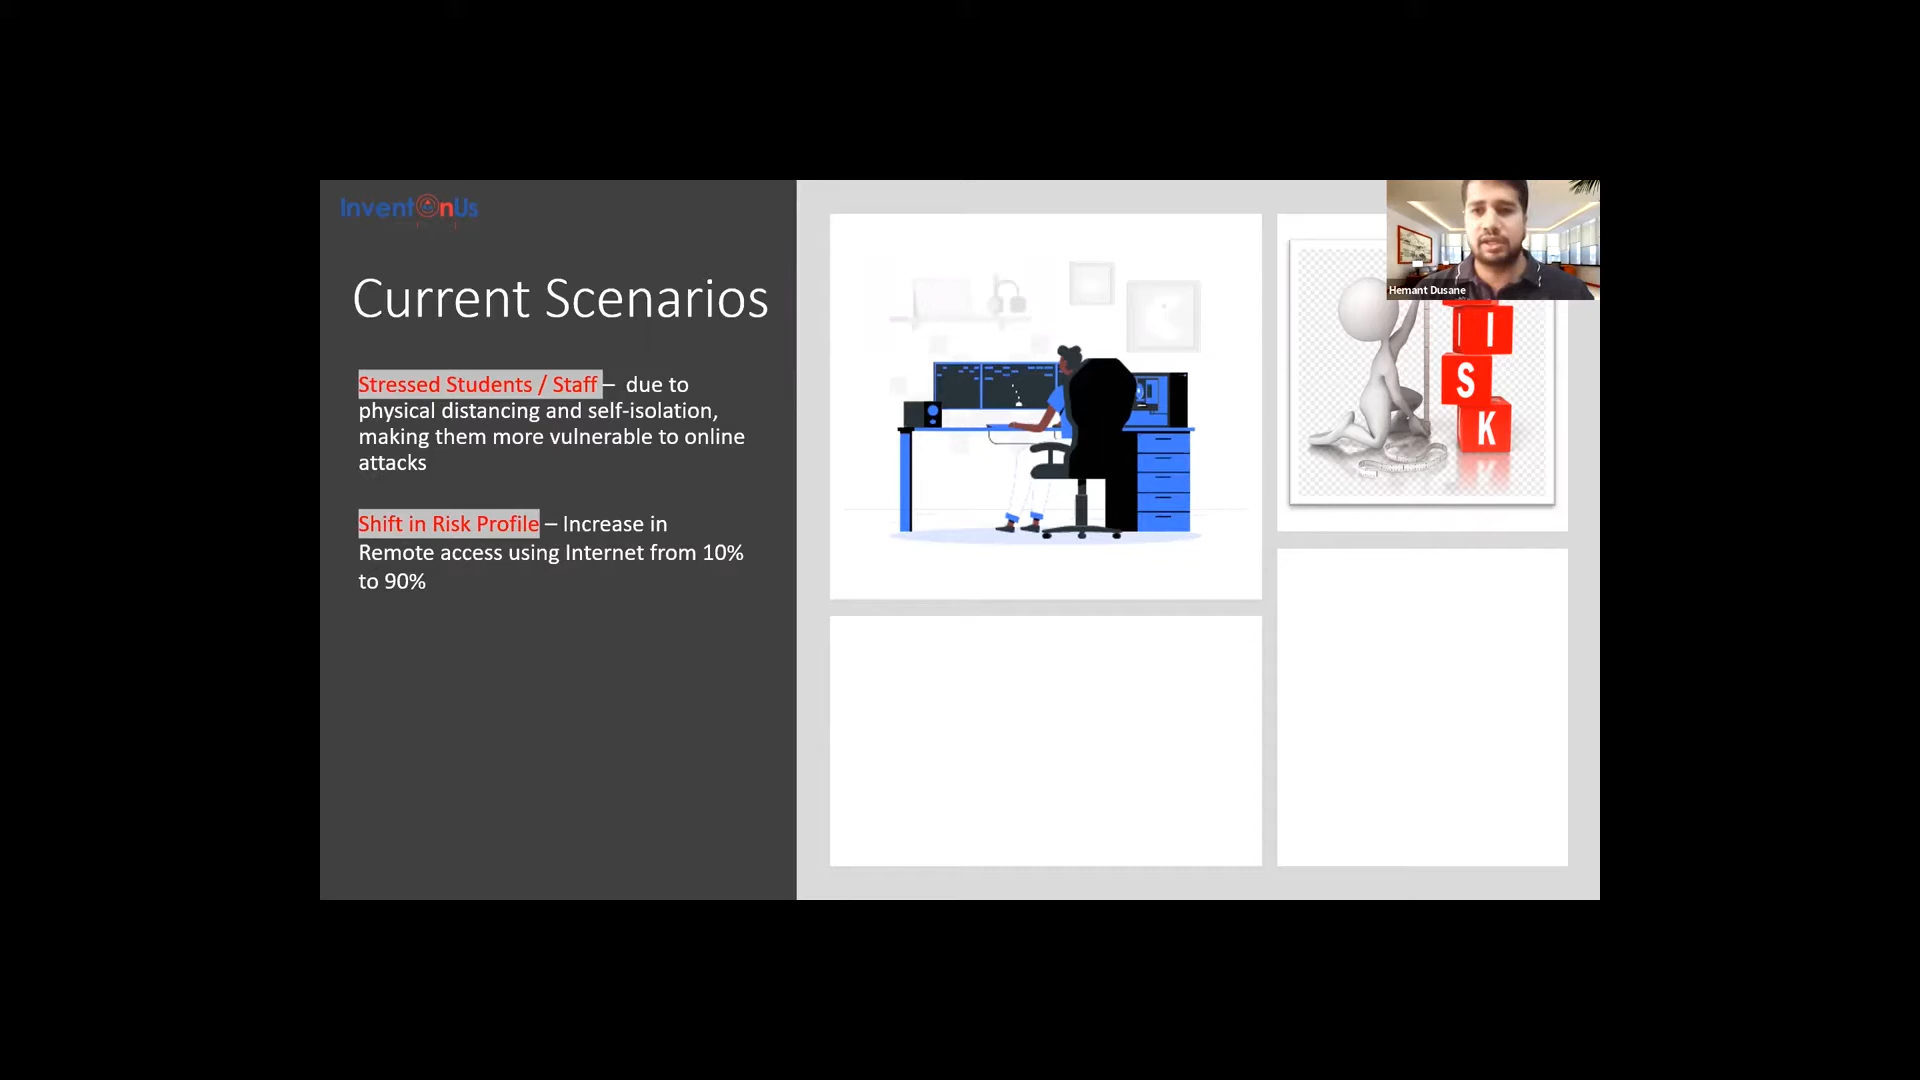 InventOnUs
Hemant Dusane
Current Scenarios
Stressed Students / Staff – due to
physical distancing and self-isolation,
making them more vulnerable to online
attacks
Shift in Risk Profile – Increase in
Remote access using Internet from 10%
to 90%
I
S
K